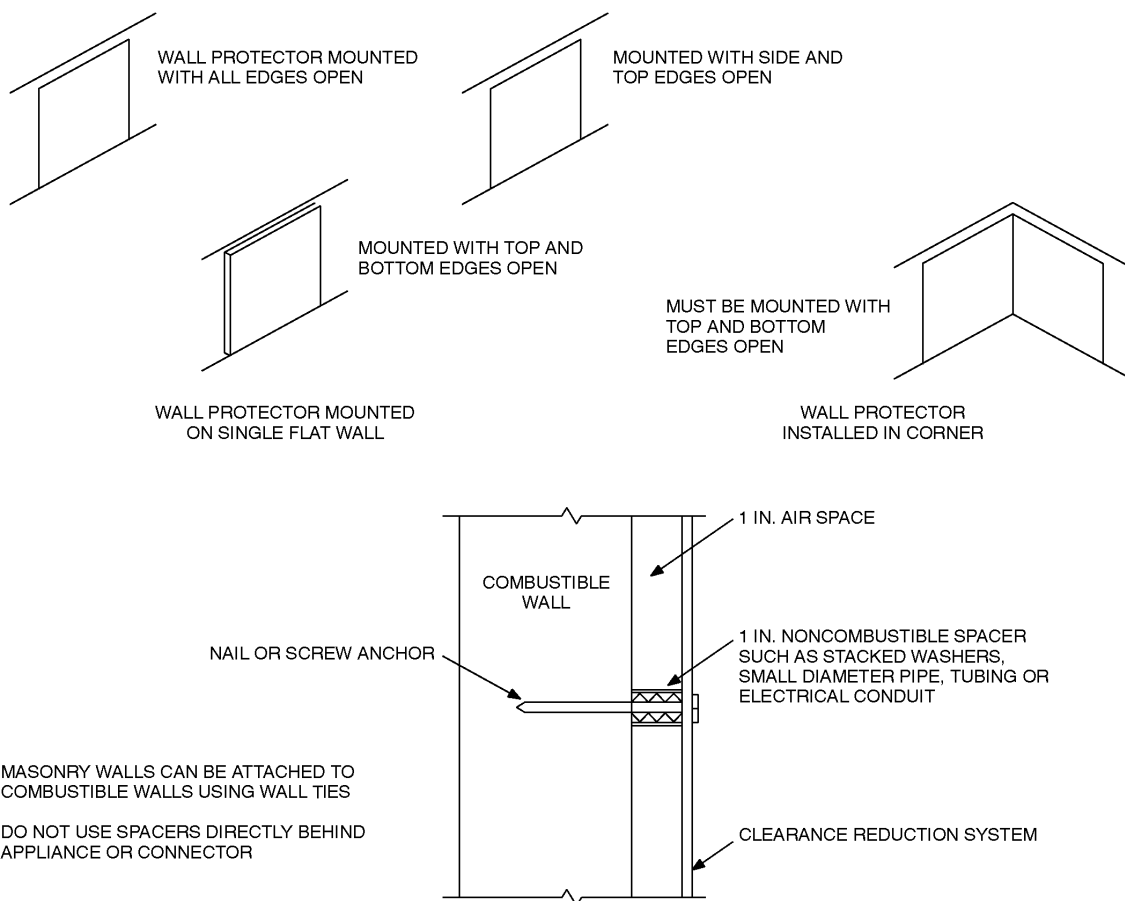 WALL PROTECTOR MOUNTED
WITH ALL EDGES OPEN
MOUNTED WITH SIDE AND
TOP EDGES OPEN
MOUNTED WITH TOP AND
BOTTOM EDGES OPEN
MUST BE MOUNTED WITH
TOP AND BOTTOM
EDGES OPEN
WALL PROTECTOR MOUNTED
ON SINGLE FLAT WALL
WALL PROTECTOR
INSTALLED IN CORNER
1 IN. AIR SPACE
COMBUSTIBLE
WALL
NAIL OR SCREW ANCHOR
1 IN. NONCOMBUSTIBLE SPACER
SUCH AS STACKED WASHERS,
SMALL DIAMETER PIPE, TUBING OR
ELECTRICAL CONDUIT
MASONRY WALLS CAN BE ATTACHED TO
COMBUSTIBLE WALLS USING WALL TIES
DO NOT USE SPACERS DIRECTLY BEHIND
APPLIANCE OR CONNECTOR
CLEARANCE REDUCTION SYSTEM